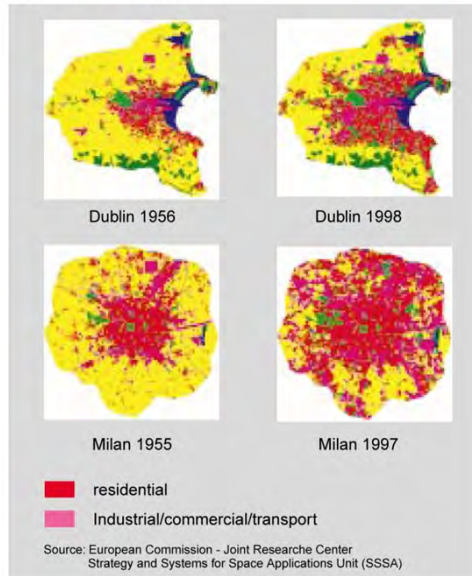 Dublin 1956
Dublin 1998
Milan 1955
Milan 1997
residential
Industrial/commercial/transport
Source: European Commission - Joint Researche Center
Strategy and Systems for Space Applications Unit (SSSA)